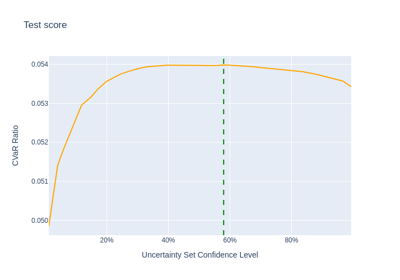 Test score
0.054
0.053
0.052
0.051
0.050
CVaR Ratio
20% 40% 60% 80%
Uncertainty Set Confidence Level